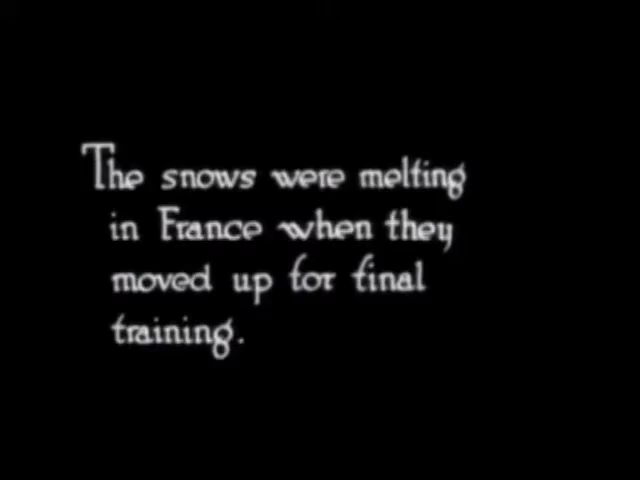 The snows were melting
in France when they
moved up for final
training.